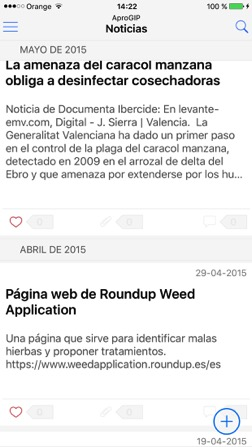 Orange 14:22 100 %
AproGIP
Noticias
MAYO DE 2015
La amenaza del caracol manzana
obliga a desinfectar cosechadoras
Noticia de Documenta Ibercide: En levante-
emv.com, Digital - J. Sierra | Valencia. La
Generalitat Valenciana ha dado un primer paso
en el control de la plaga del caracol manzana,
detectado en 2009 en el arrozal de delta del
Ebro y que amenaza por extenderse por los hu...
0 0 0
ABRIL DE 2015
29-04-2015
Página web de Roundup Weed
Application
Una página que sirve para identificar malas
hierbas y proponer tratamientos.
https://www.weedapplication.roundup.es/es
0 0 0
19-04-2015